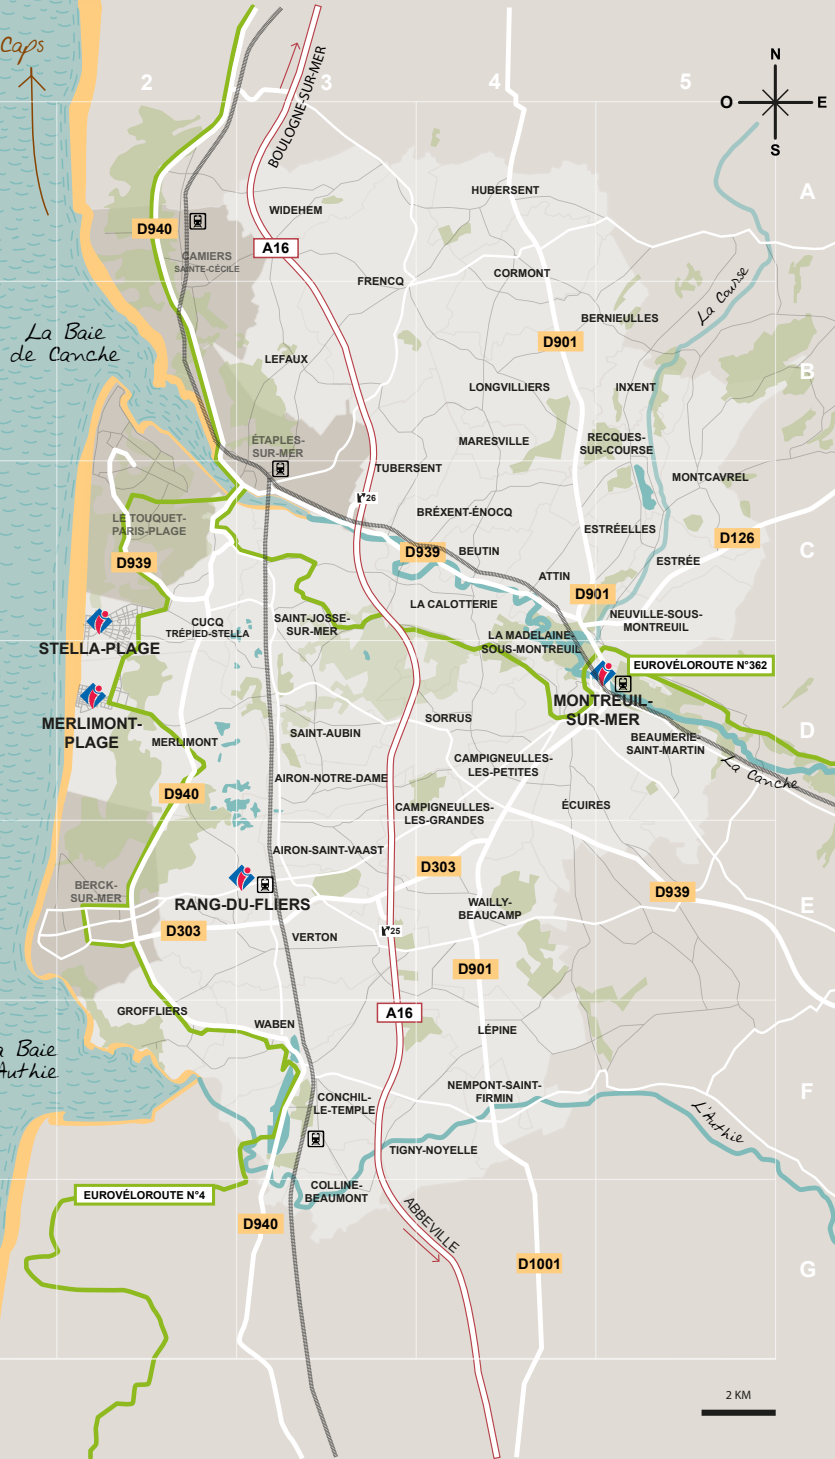 Caps
2
3
4
5
N
O
E
S
BOULOGNE-SUR-MER
A
HUBERSENT
WIDEHEM
D940
A16
CAMIERS
SAINTE-CÉCILE
CORMONT
FRENCQ
La Course
BERNIEULLES
La Baie
de Canche
D901
LEFAUX
B
LONGVILLIERS
INXENT
ÉTAPLES-
SUR-MER
MARESVILLE
RECQUES-
SUR-COURSE
TUBERSENT
MONTCAVREL
26
BRÉXENT-ÉNOCQ
LE TOUQUET-
PARIS-PLAGE
ESTRÉELLES
D126
D939
BEUTIN
C
D939
ESTRÉE
ATTIN
D901
LA CALOTTERIE
CUCQ
TRÉPIED-STELLA
SAINT-JOSSE-
SUR-MER
NEUVILLE-SOUS-
MONTREUIL
STELLA-PLAGE
LA MADELAINE-
SOUS-MONTREUIL
EUROVÉLOROUTE N°362
MONTREUIL-
SUR-MER
MERLIMONT-
PLAGE
SORRUS
SAINT-AUBIN
MERLIMONT
BEAUMERIE-
SAINT-MARTIN
D
CAMPIGNEULLES-
LES-PETITES
La Canche
AIRON-NOTRE-DAME
D940
CAMPIGNEULLES-
LES-GRANDES
ÉCUIRES
AIRON-SAINT-VAAST
D303
BERCK-
SUR-MER
D939
RANG-DU-FLIERS
WAILLY-
BEAUCAMP
E
D303
VERTON
25
D901
GROFFLIERS
A16
WABEN
LÉPINE
Baie
Authie
CONCHIL-
LE-TEMPLE
NEMPONT-SAINT-
FIRMIN
F
L'Authie
TIGNY-NOYELLE
EUROVÉLOROUTE N°4
COLLINE-
BEAUMONT
D940
ABBEVILLE
D1001
G
2 KM